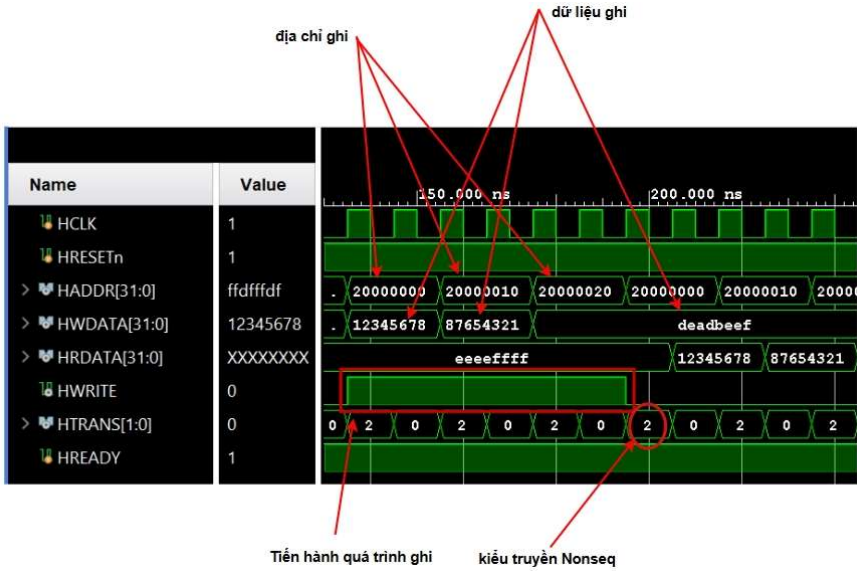 dữ liệu ghi
địa chỉ ghi
Name Value
150.000 ns 200.000 ns
HCLK 1
HRESETn 1
HADDR[31:0] ffdfffdf . 20000000 20000010 20000020 20000000 20000010 2000
HWDATA[31:0] 12345678 . 12345678 87654321 deadbeef
HRDATA[31:0] XXXXXXXX eeeeffff 12345678 87654321
HWRITE 0
HTRANS[1:0] 0 0 2 0 2 0 2 0 2 0 2 0 2
HREADY 1
Tiến hành quá trình ghi kiểu truyền Nonseq